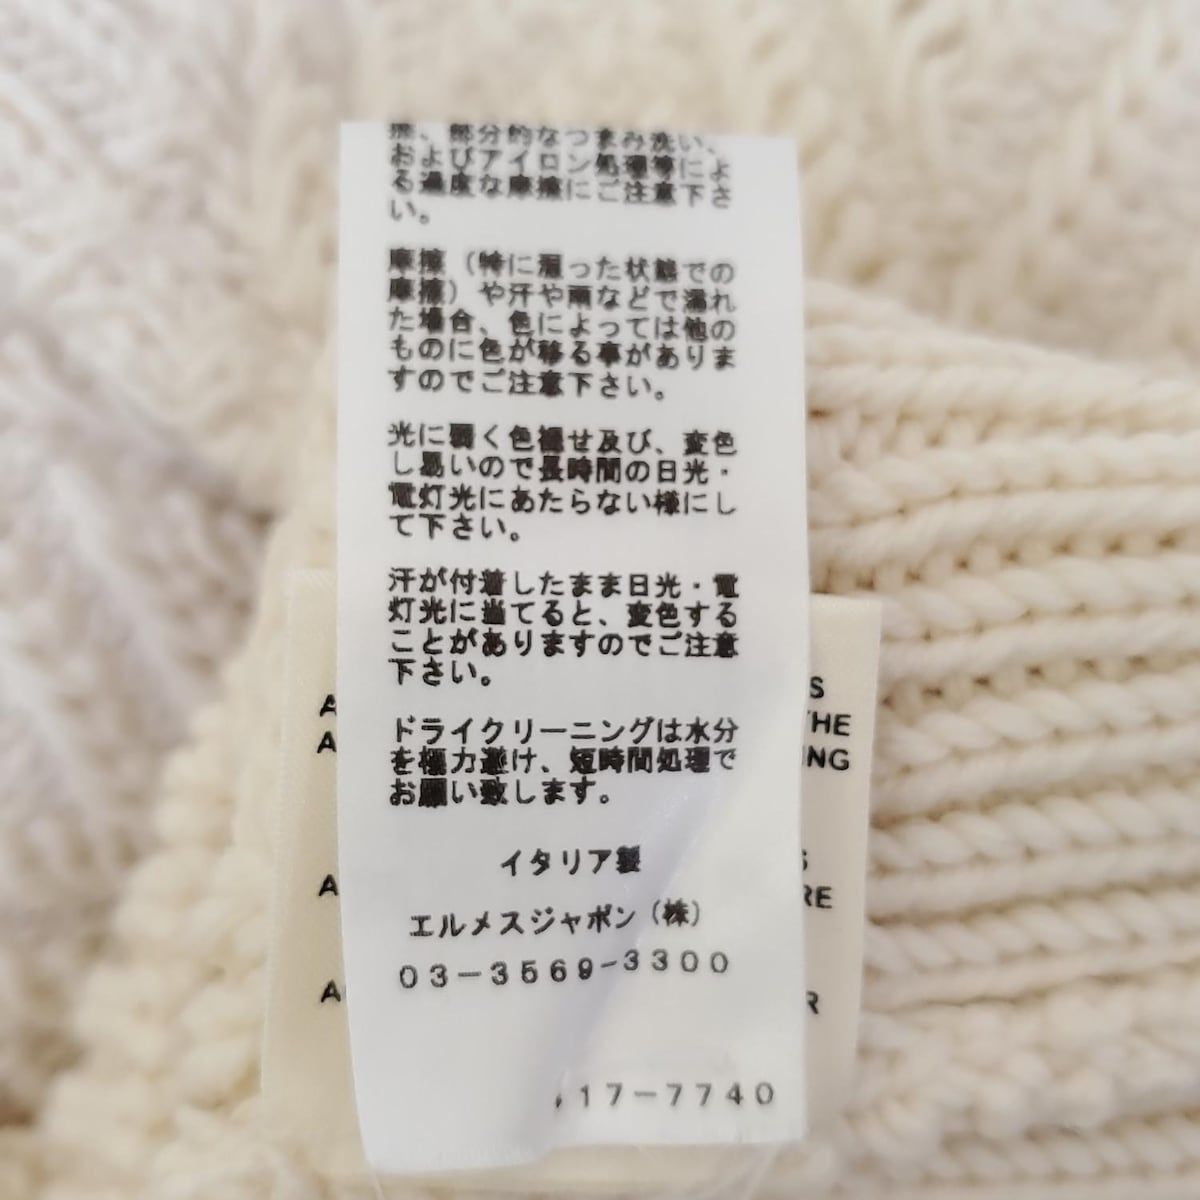 擦、部分的なつまみ洗い、
およびアイロン処理等によ
る過度な摩擦にご注意下さ
い。
摩擦（特に湿った状態での
摩擦）や汗や雨などで濡れ
た場合、色によっては他の
ものに色が移る事がありま
すのでご注意下さい。
光に弱く色褪せ及び、変色
し易いので長時間の日光・
電灯光にあたらない様にし
て下さい。
汗が付着したまま日光・電
灯光に当てると、変色する
ことがありますのでご注意
下さい。
ドライクリーニングは水分
を極力避け、短時間処理で
お願い致します。
イタリア製
エルメスジャポン（株）
03-3569-3300
17-7740
A
S
A
THE
ING
A
S
RE
A
R